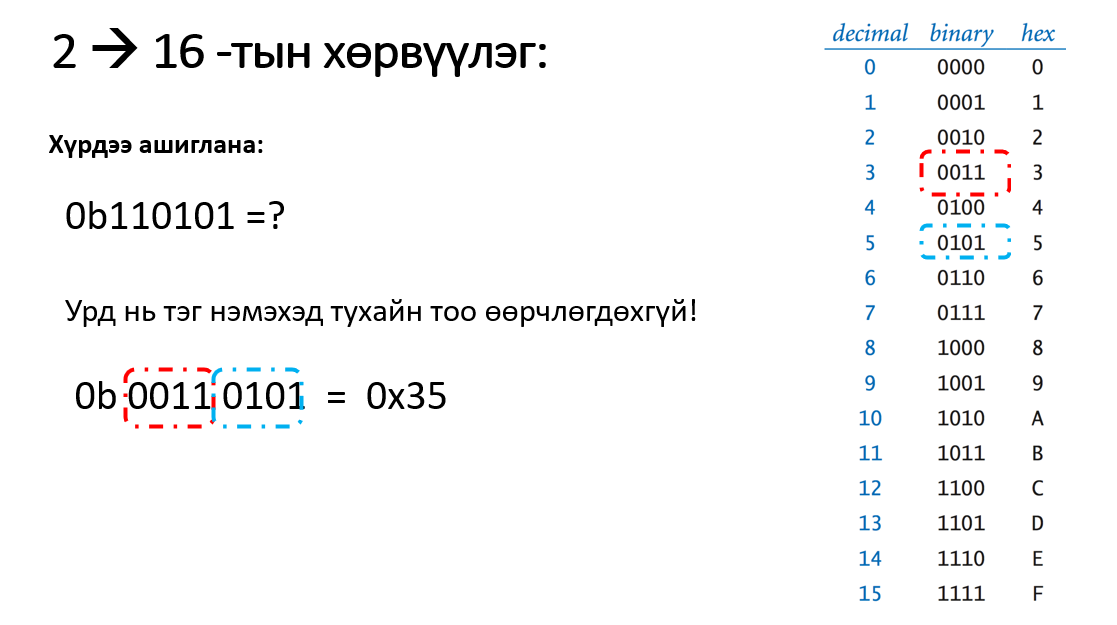 2 → 16 -тын хөрвүүлэг:
Хүрдээ ашиглана:
0b110101 =?
Урд нь тэг нэмэхэд тухайн тоо өөрчлөгдөхгүй!
0b 0011 0101 = 0x35
decimal binary hex
0 0000 0
1 0001 1
2 0010 2
3 0011 3
4 0100 4
5 0101 5
6 0110 6
7 0111 7
8 1000 8
9 1001 9
10 1010 A
11 1011 B
12 1100 C
13 1101 D
14 1110 E
15 1111 F